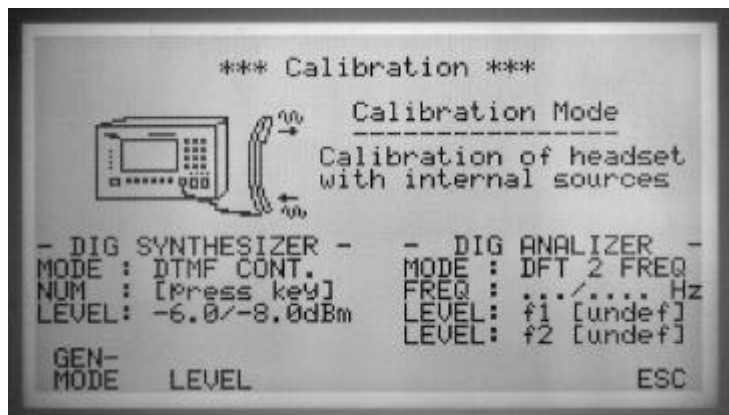 *** Calibration ***
Calibration Mode
Calibration of headset
with internal sources
- DIG SYNTHESIZER -
MODE : DTMF CONT.
NUM : [Press key]
LEVEL: -6.0/-8.0dBm
- DIG ANALIZER -
MODE : DFT 2 FREQ
FREQ : .../.... Hz
LEVEL: f1 [undef]
LEVEL: f2 [undef]
GEN-
MODE LEVEL ESC